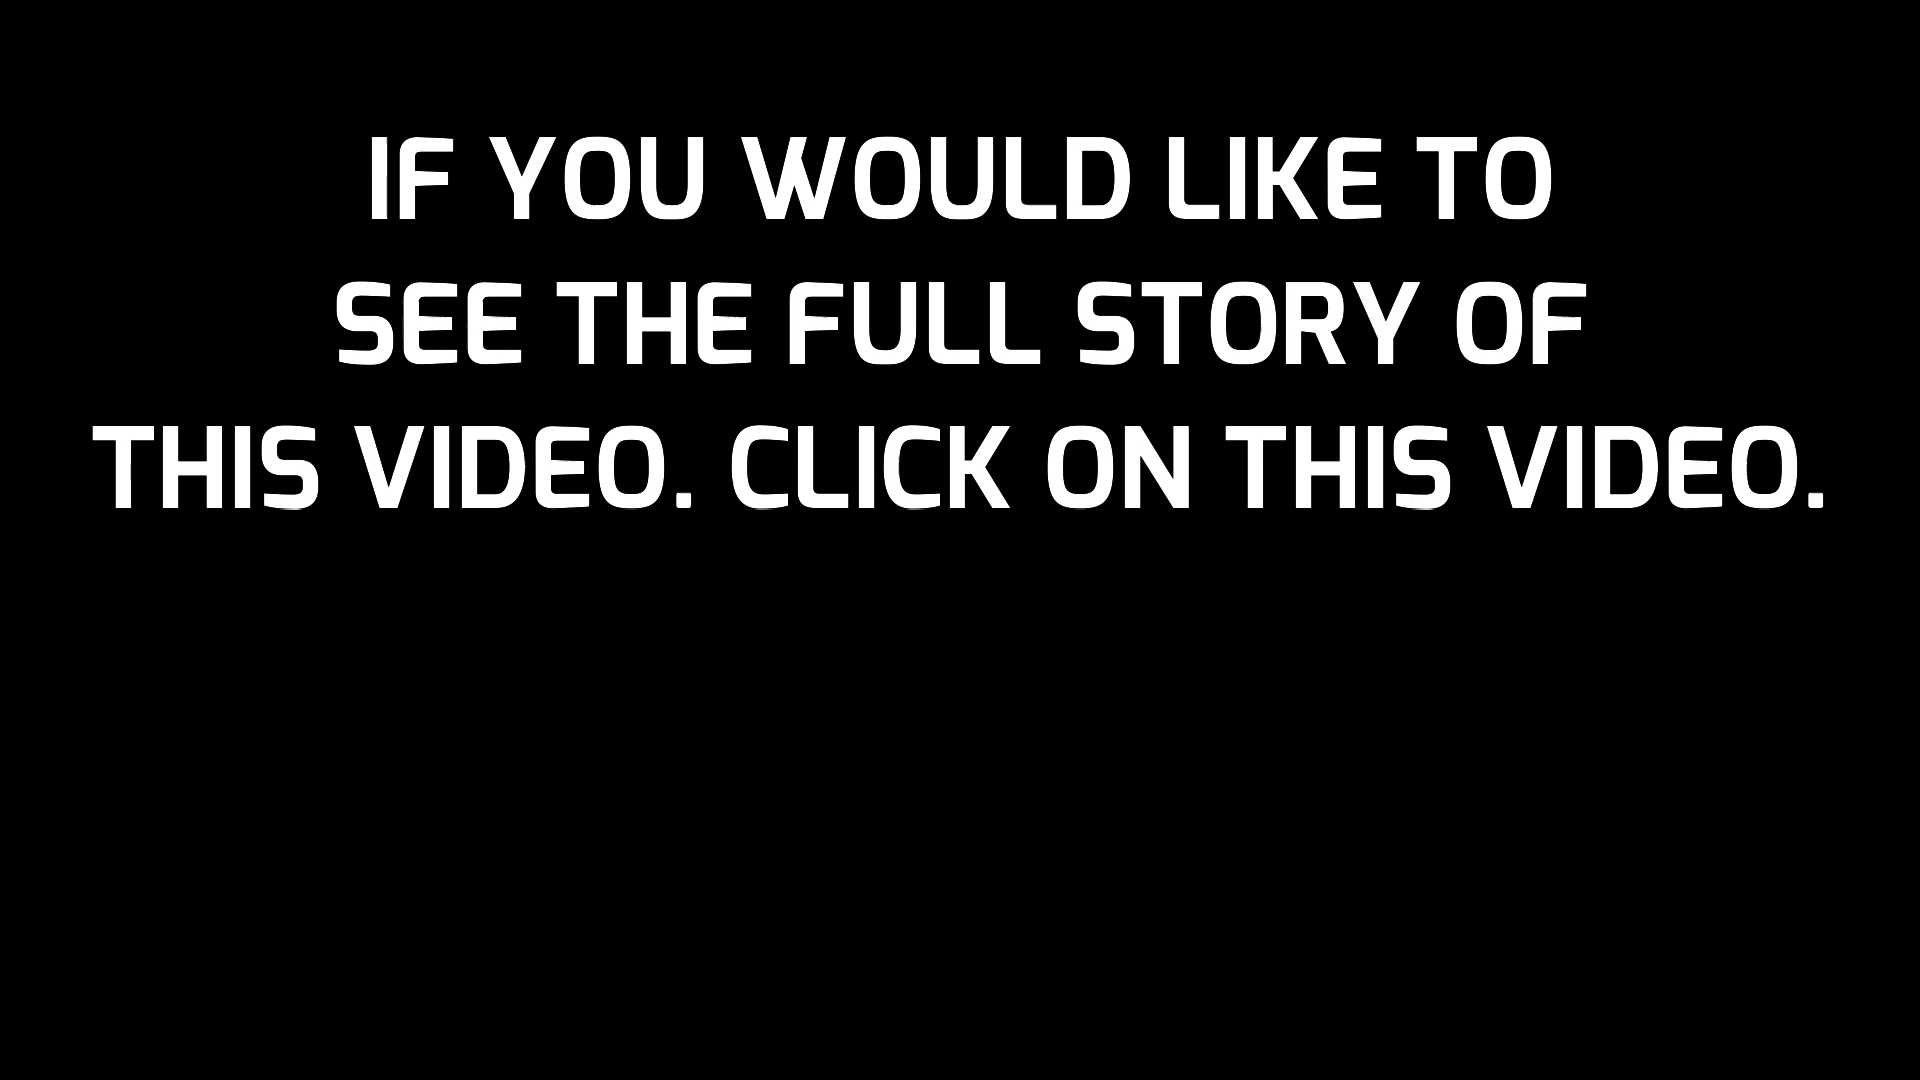 IF YOU WOULD LIKE TO
SEE THE FULL STORY OF
THIS VIDEO. CLICK ON THIS VIDEO.